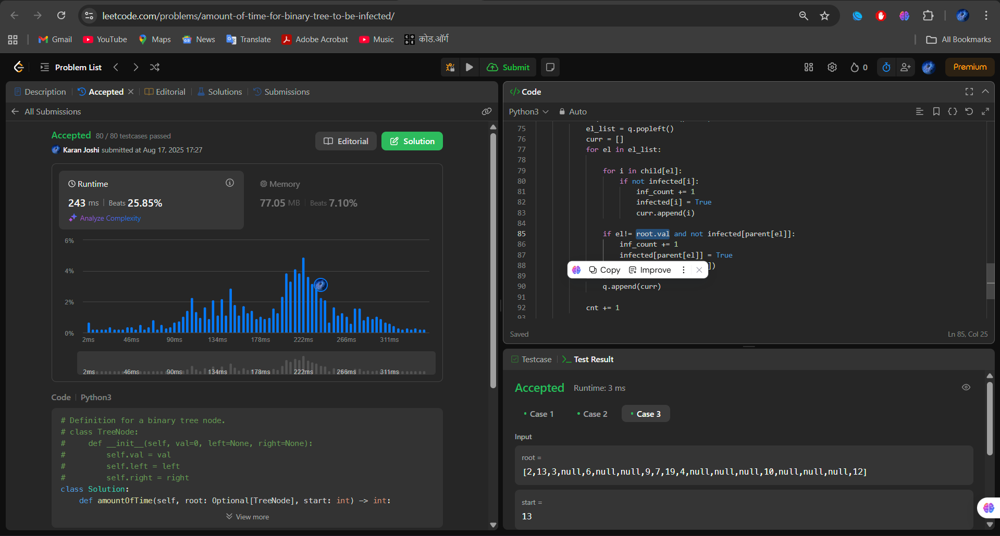 leetcode.com/problems/amount-of-time-for-binary-tree-to-be-infected/
Gmail YouTube Maps News Translate Adobe Acrobat Music कोड.ऑर्ग All Bookmarks
Problem List Submit 0 Premium
Description Accepted Editorial Solutions Submissions
All Submissions
Accepted 80 / 80 testcases passed
Karan Joshi submitted at Aug 17, 2025 17:27
Editorial Solution
Runtime
243 ms | Beats 25.85%
Analyze Complexity
Memory
77.05 MB | Beats 7.10%
6%
4%
2%
0%
2ms 46ms 90ms 134ms 178ms 222ms 266ms 311ms
2ms 46ms 90ms 134ms 178ms 222ms 266ms 311ms
Code | Python3
# Definition for a binary tree node.
# class TreeNode:
#     def __init__(self, val=0, left=None, right=None):
#         self.val = val
#         self.left = left
#         self.right = right
class Solution:
    def amountOfTime(self, root: Optional[TreeNode], start: int) -> int:
View more
</> Code
Python3 Auto
75 el_list = q.popleft()
76 curr = []
77 for el in el_list:
78
79 for i in child[el]:
80 if not infected[i]:
81 inf_count += 1
82 infected[i] = True
83 curr.append(i)
84
85 if el!= root.val and not infected[parent[el]]:
86 inf_count += 1
87 infected[parent[el]] = True
88 ])
Copy Improve
89
90 q.append(curr)
91
92 cnt += 1
93
Saved Ln 85, Col 25
Testcase Test Result
Accepted Runtime: 3 ms
Case 1 Case 2 Case 3
Input
root =
[2,13,3,null,6,null,null,9,7,19,4,null,null,null,10,null,null,null,12]
start =
13